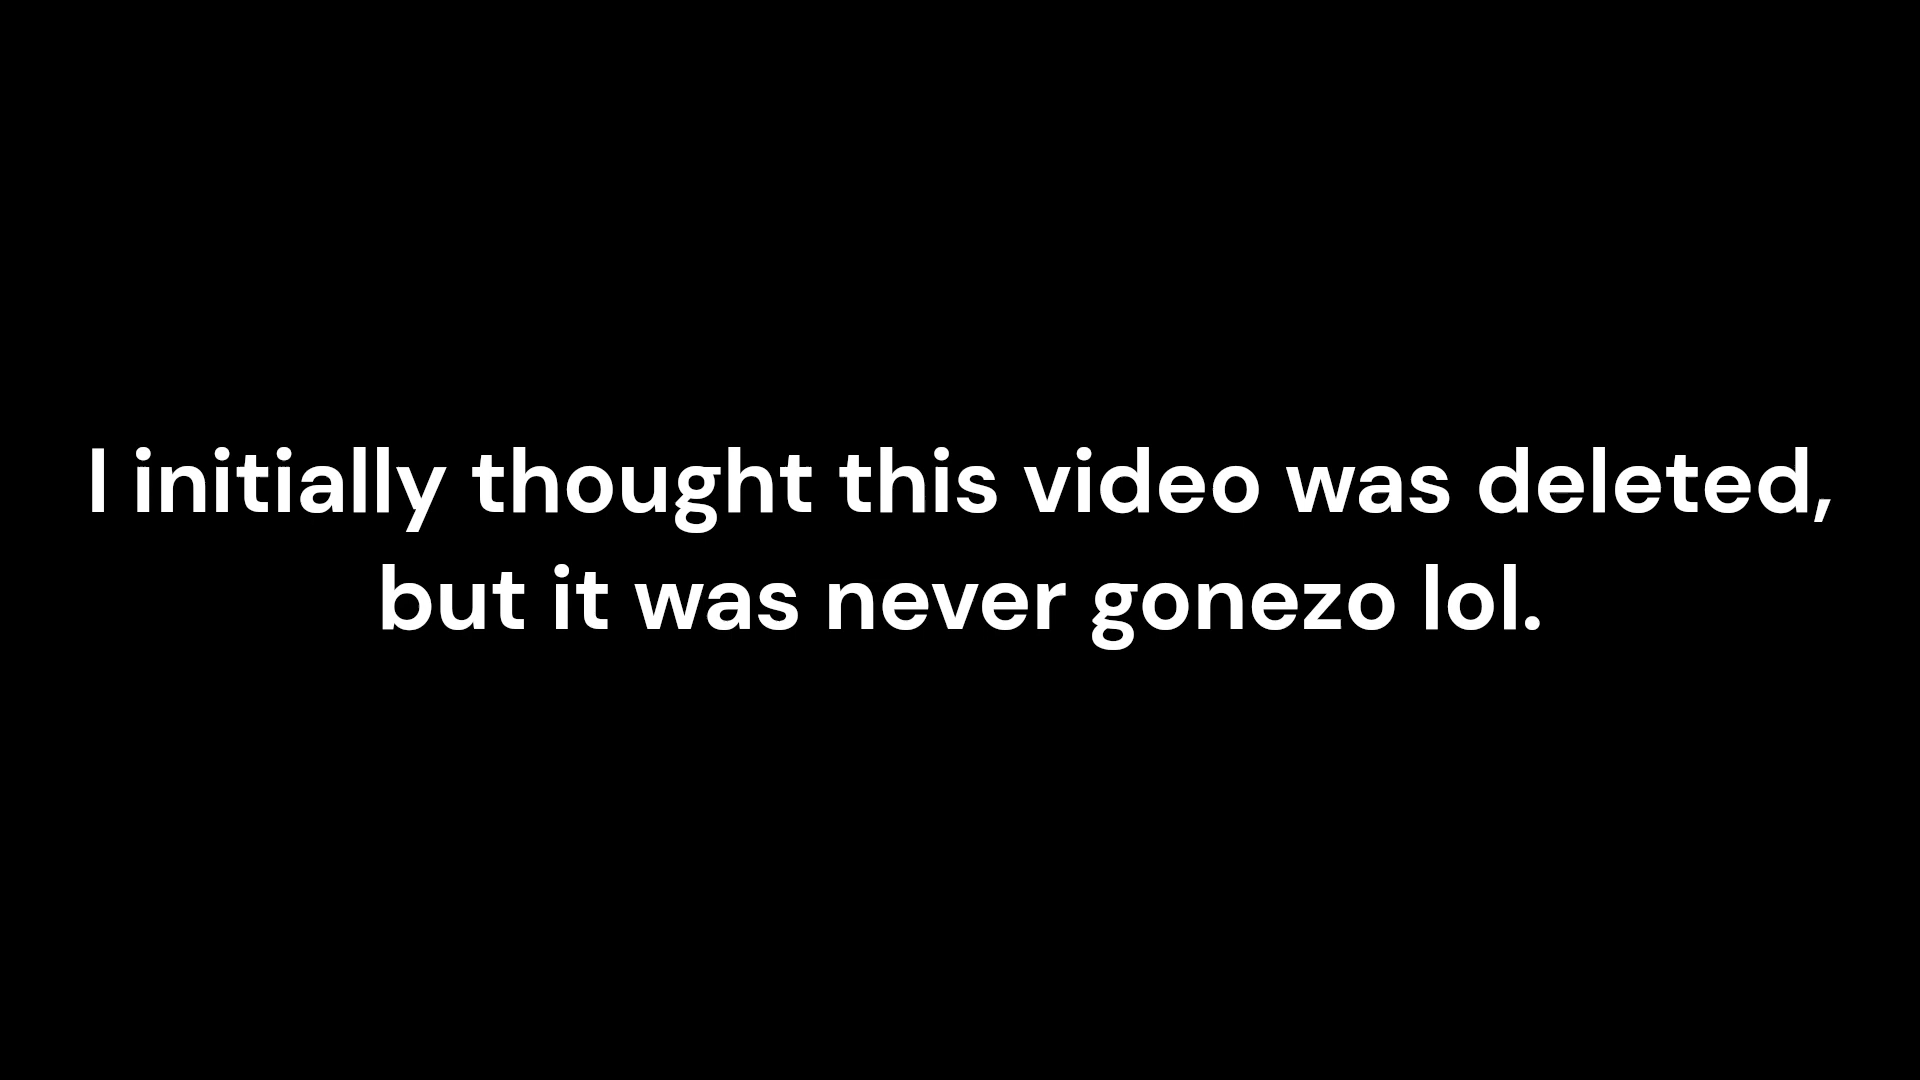 I initially thought this video was deleted,
but it was never gonezo lol.